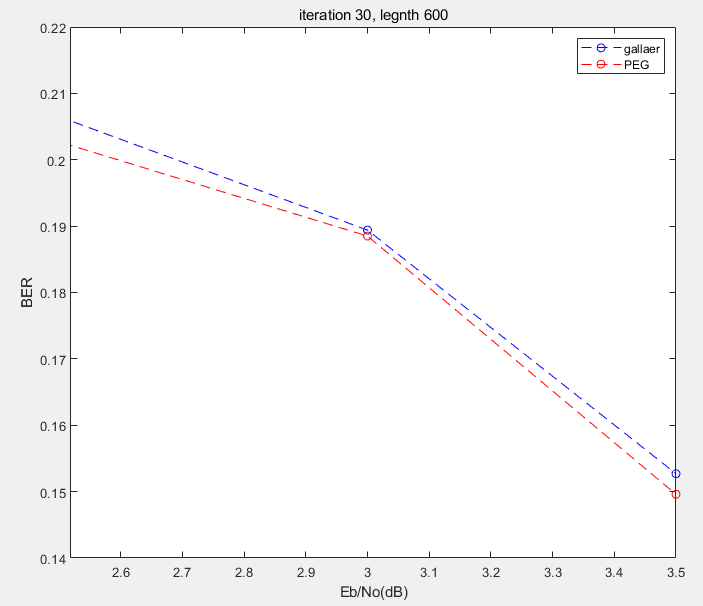 iteration 30, legnth 600
gallaer
PEG
0.22
0.21
0.2
0.19
0.18
0.17
0.16
0.15
0.14
BER
2.6 2.7 2.8 2.9 3 3.1 3.2 3.3 3.4 3.5
Eb/No(dB)